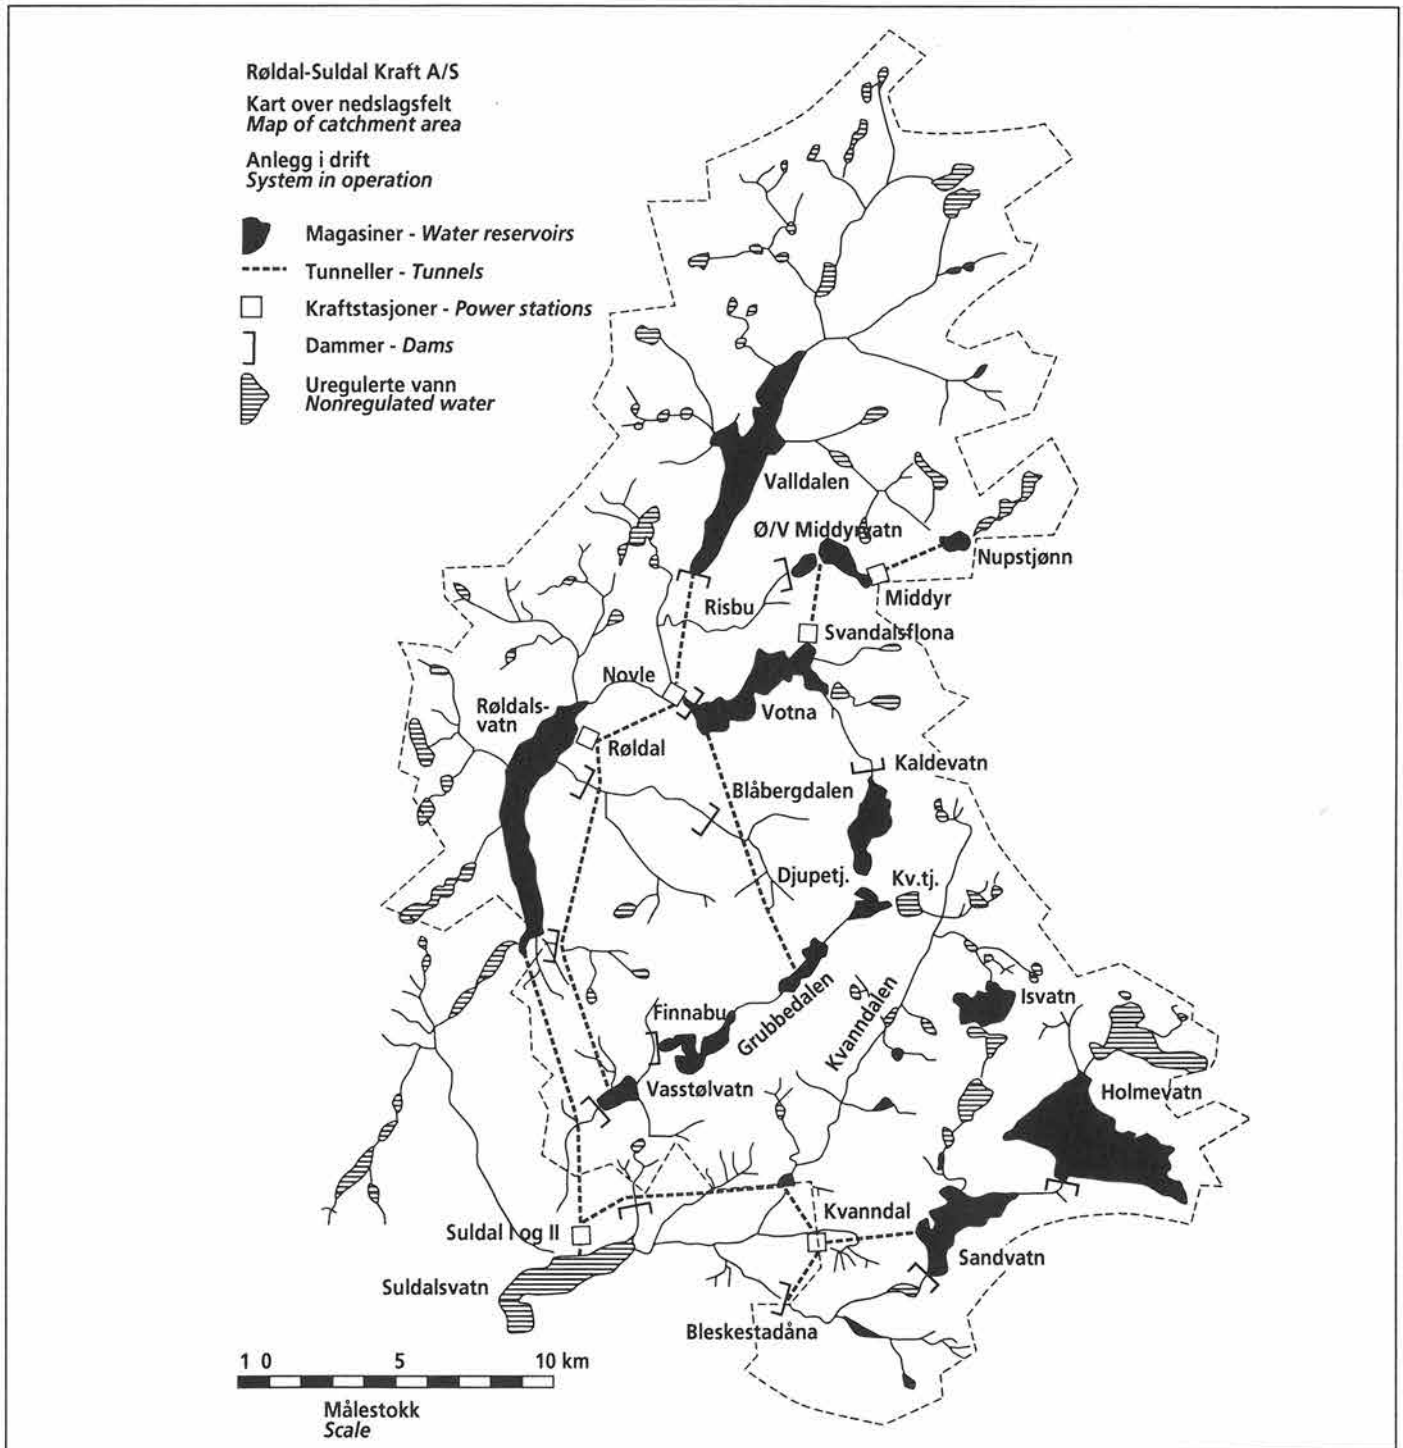 Røldal-Suldal Kraft A/S
Kart over nedslagsfelt
Map of catchment area
Anlegg i drift
System in operation
Magasiner - Water reservoirs
Tunneller - Tunnels
Kraftstasjoner - Power stations
Dammer - Dams
Uregulerte vann
Nonregulated water
Valldalen
Ø/V Middyrvatn
Nupstjønn
Middyr
Risbu
Svandalsflona
Novle
Røldals-
vatn
Votna
Røldal
Kaldevatn
Blåbergdalen
Djupetj.
Kv.tj.
Isvatn
Finnabu
Grubbedalen
Kvanndalen
Vasstølvatn
Holmevatn
Kvanndal
Suldal I og II
Sandvatn
Suldalsvatn
Bleskestadåna
1 0 5 10 km
Målestokk
Scale